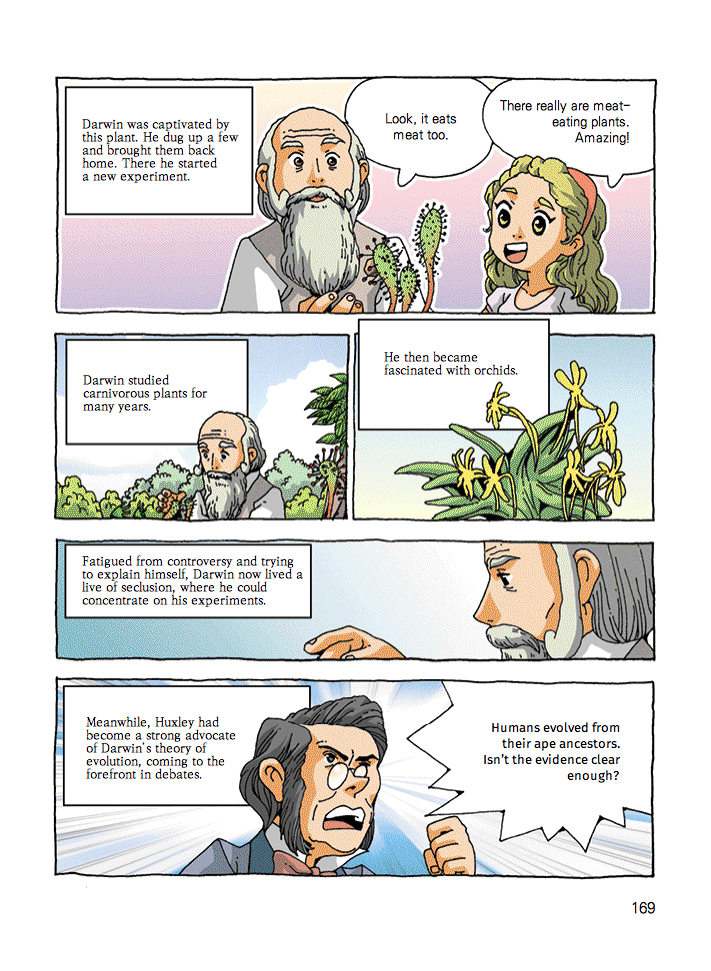 Darwin was captivated by
this plant. He dug up a few
and brought them back
home. There he started
a new experiment.
Look, it eats
meat too.
There really are meat-
eating plants.
Amazing!
Darwin studied
carnivorous plants for
many years.
He then became
fascinated with orchids.
Fatigued from controversy and trying
to explain himself, Darwin now lived a
live of seclusion, where he could
concentrate on his experiments.
Meanwhile, Huxley had
become a strong advocate
of Darwin's theory of
evolution, coming to the
forefront in debates.
Humans evolved from
their ape ancestors.
Isn't the evidence clear
enough?
169